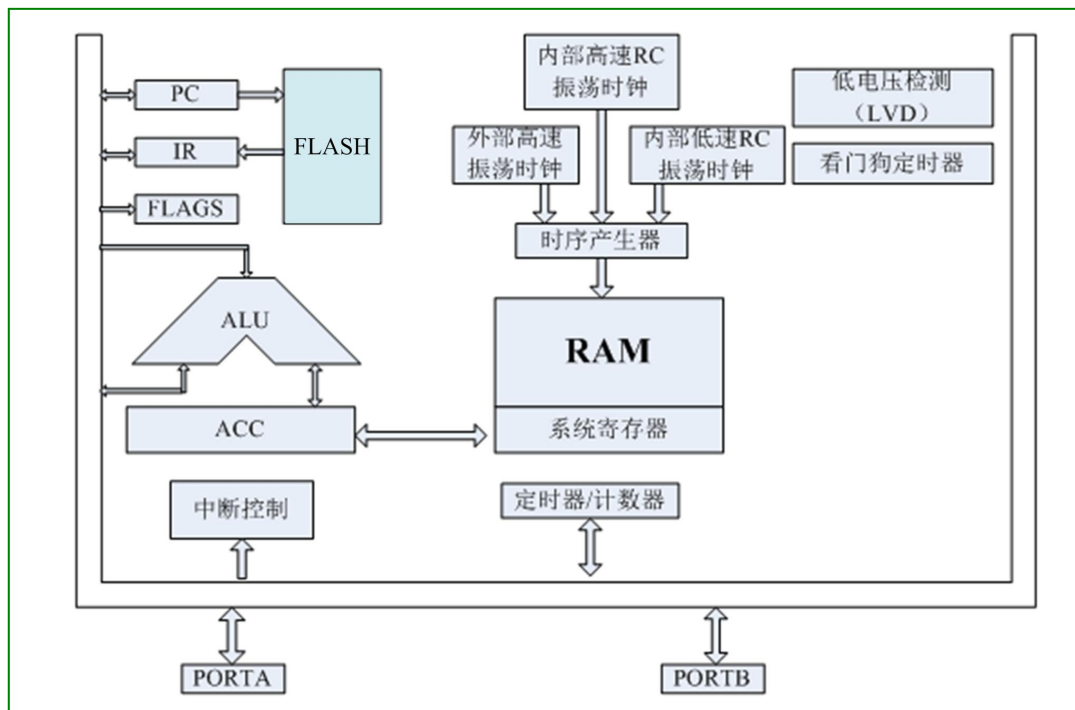 内部高速RC
振荡时钟
低电压检测
（LVD）
PC
FLASH
外部高速
振荡时钟
内部低速RC
振荡时钟
IR
看门狗定时器
FLAGS
时序产生器
ALU
RAM
ACC
系统寄存器
中断控制
定时器/计数器
PORTA
PORTB